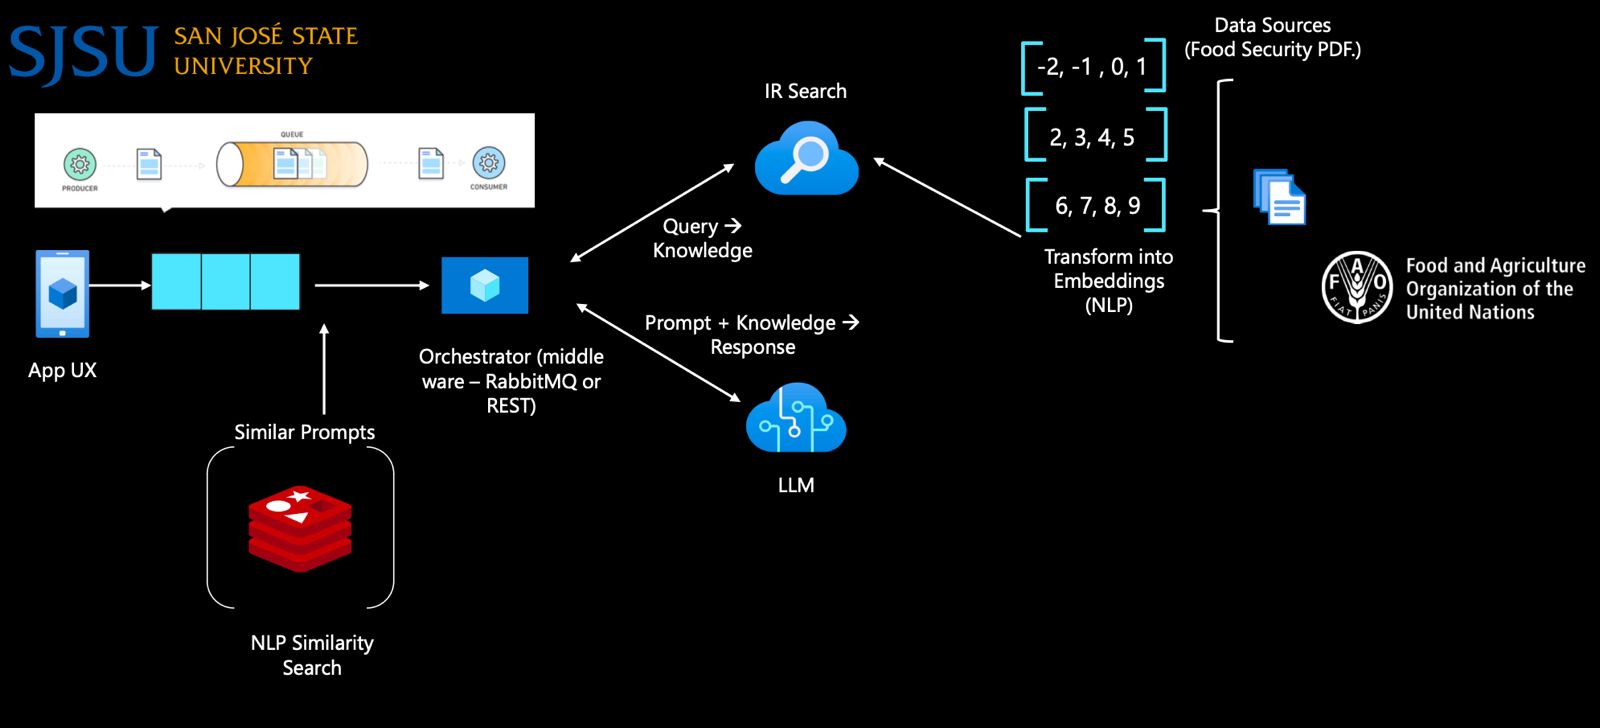 SJSU
SAN JOSÉ STATE
UNIVERSITY
QUEUE
PRODUCER
CONSUMER
App UX
Orchestrator (middle
ware – RabbitMQ or
REST)
Similar Prompts
NLP Similarity
Search
IR Search
Query →
Knowledge
Prompt + Knowledge →
Response
LLM
-2, -1 , 0, 1
2, 3, 4, 5
6, 7, 8, 9
Transform into
Embeddings
(NLP)
Data Sources
(Food Security PDF.)
F A O
FIAT PANIS
Food and Agriculture
Organization of the
United Nations